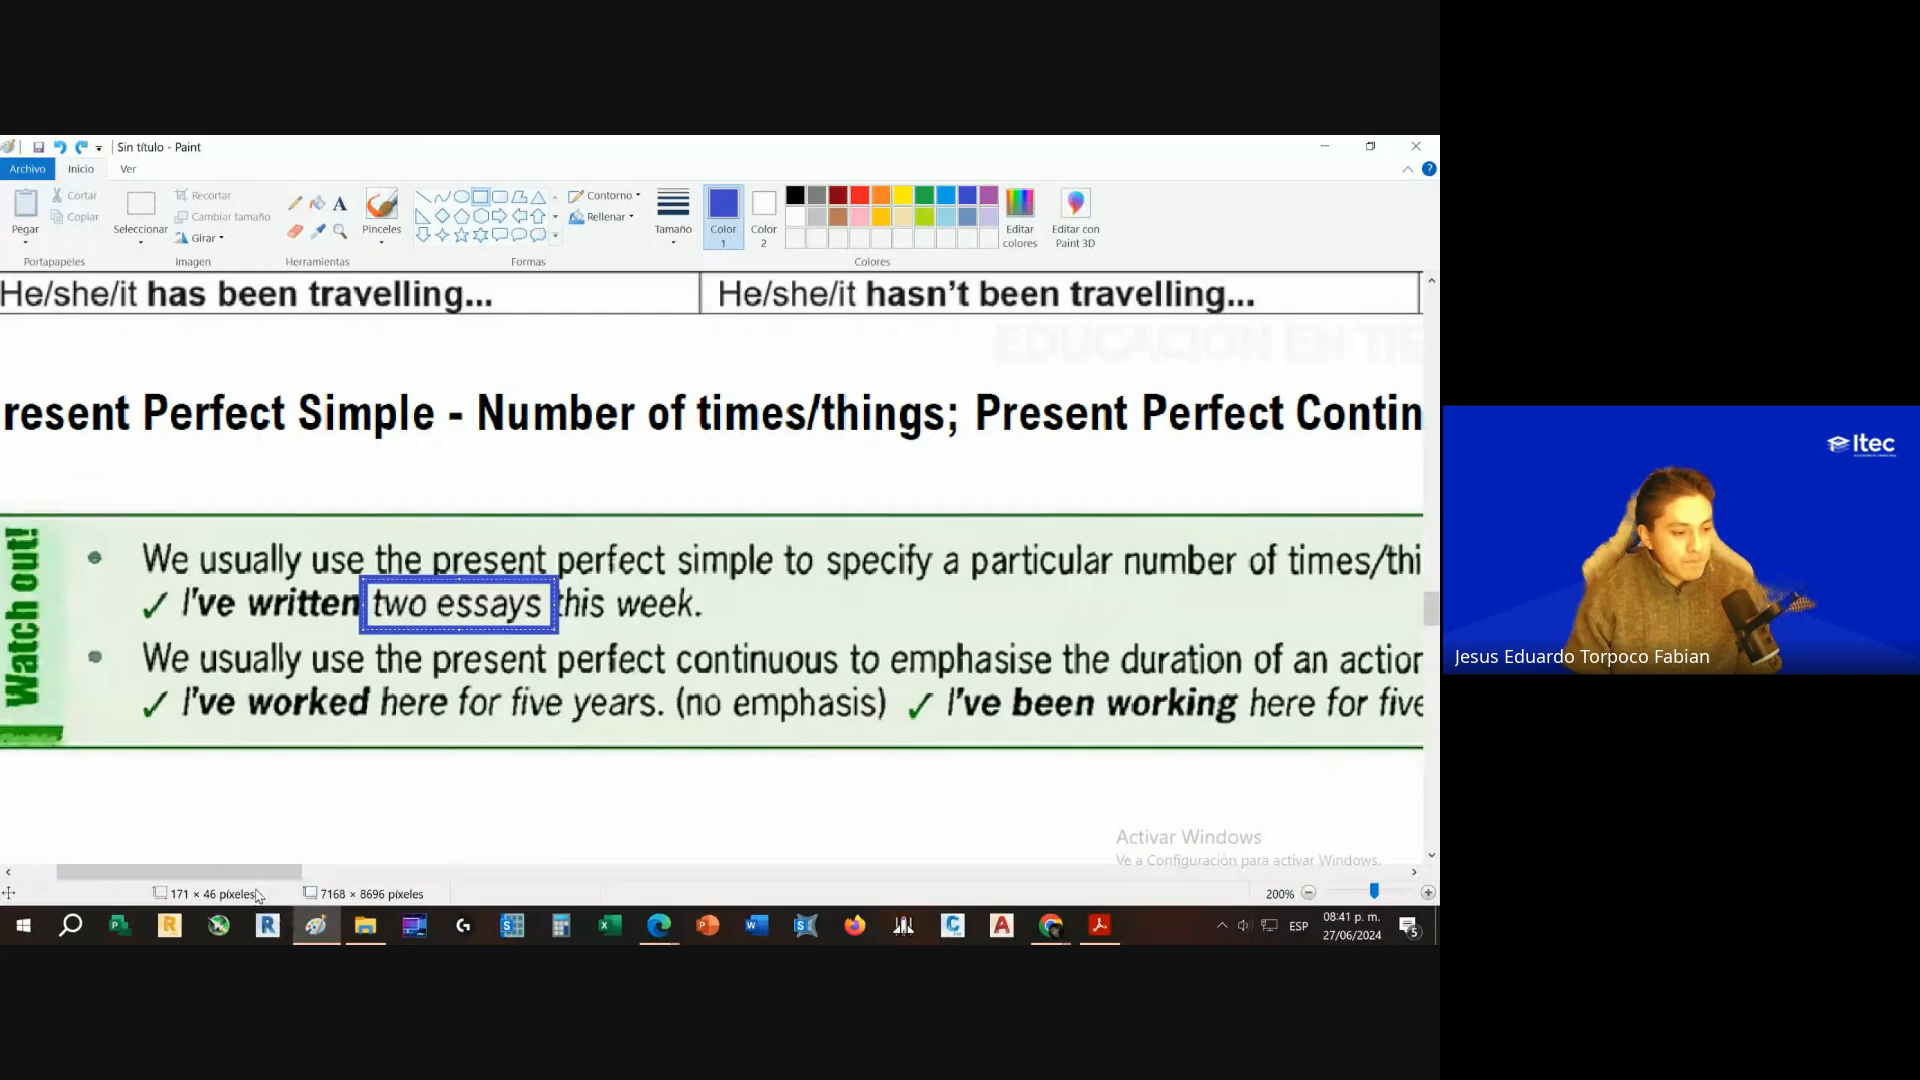 Sin título - Paint
Archivo Inicio Ver
Pegar
Cortar
Copiar
Portapapeles
Seleccionar
Recortar
Cambiar tamaño
Girar
Imagen
A
Herramientas
Pinceles
Formas
Contorno
Rellenar
Tamaño
Color 1
Color 2
Colores
Editar colores
Editar con Paint 3D
He/she/it has been travelling... He/she/it hasn't been travelling...
EDUCACION EN TIE
resent Perfect Simple - Number of times/things; Present Perfect Contin
Watch out!
• We usually use the present perfect simple to specify a particular number of times/thi
✓ I've written two essays this week.
• We usually use the present perfect continuous to emphasise the duration of an action
✓ I've worked here for five years. (no emphasis) ✓ I've been working here for five
Activar Windows
Ve a Configuración para activar Windows.
171 × 46 píxeles 7168 × 8696 píxeles 200%
ESP
08:41 p. m.
27/06/2024
5
Itec
Jesus Eduardo Torpoco Fabian